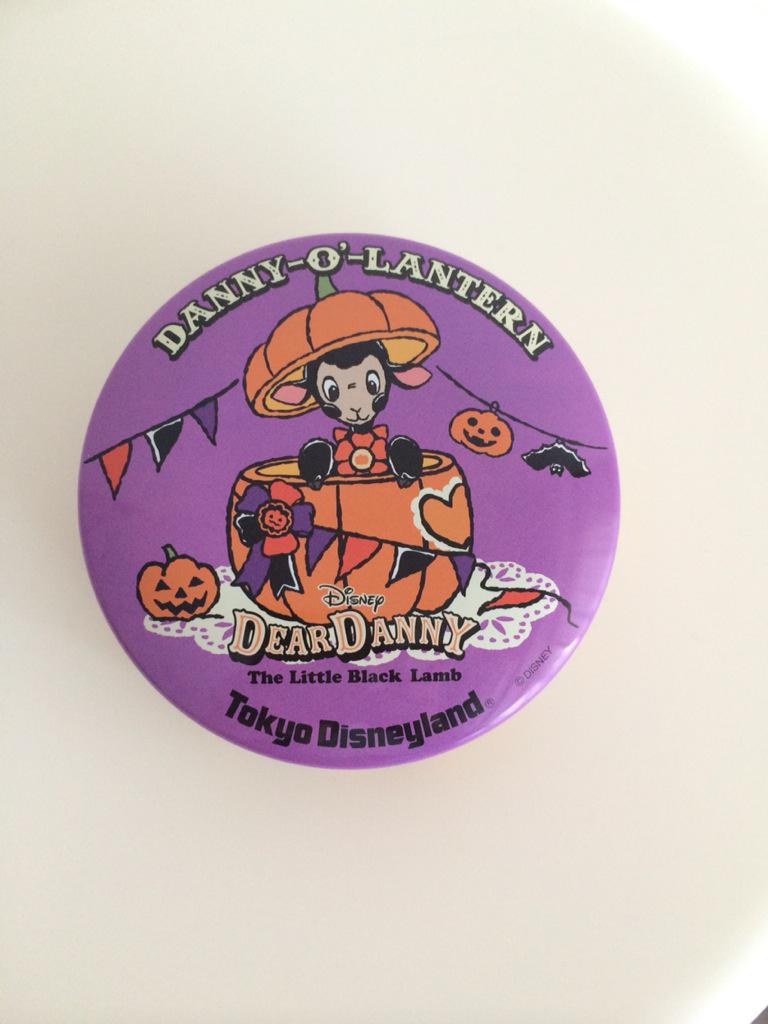 DANNY-O'-LANTERN
Disney
DEAR DANNY
The Little Black Lamb
© DISNEY
Tokyo Disneyland®